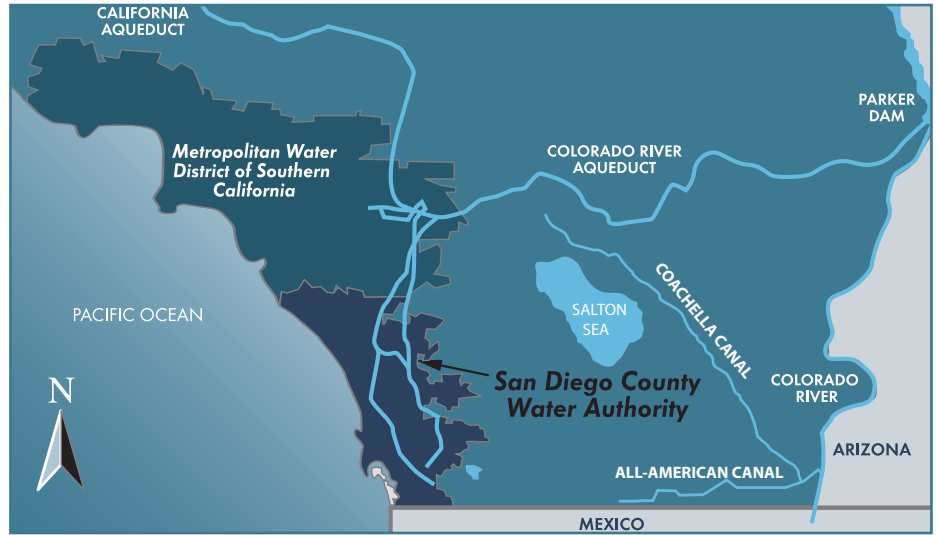 CALIFORNIA
AQUEDUCT
PARKER
DAM
Metropolitan Water
District of Southern
California
COLORADO RIVER
AQUEDUCT
COACHELLA CANAL
PACIFIC OCEAN
SALTON
SEA
N
San Diego County
Water Authority
COLORADO
RIVER
ARIZONA
ALL-AMERICAN CANAL
MEXICO